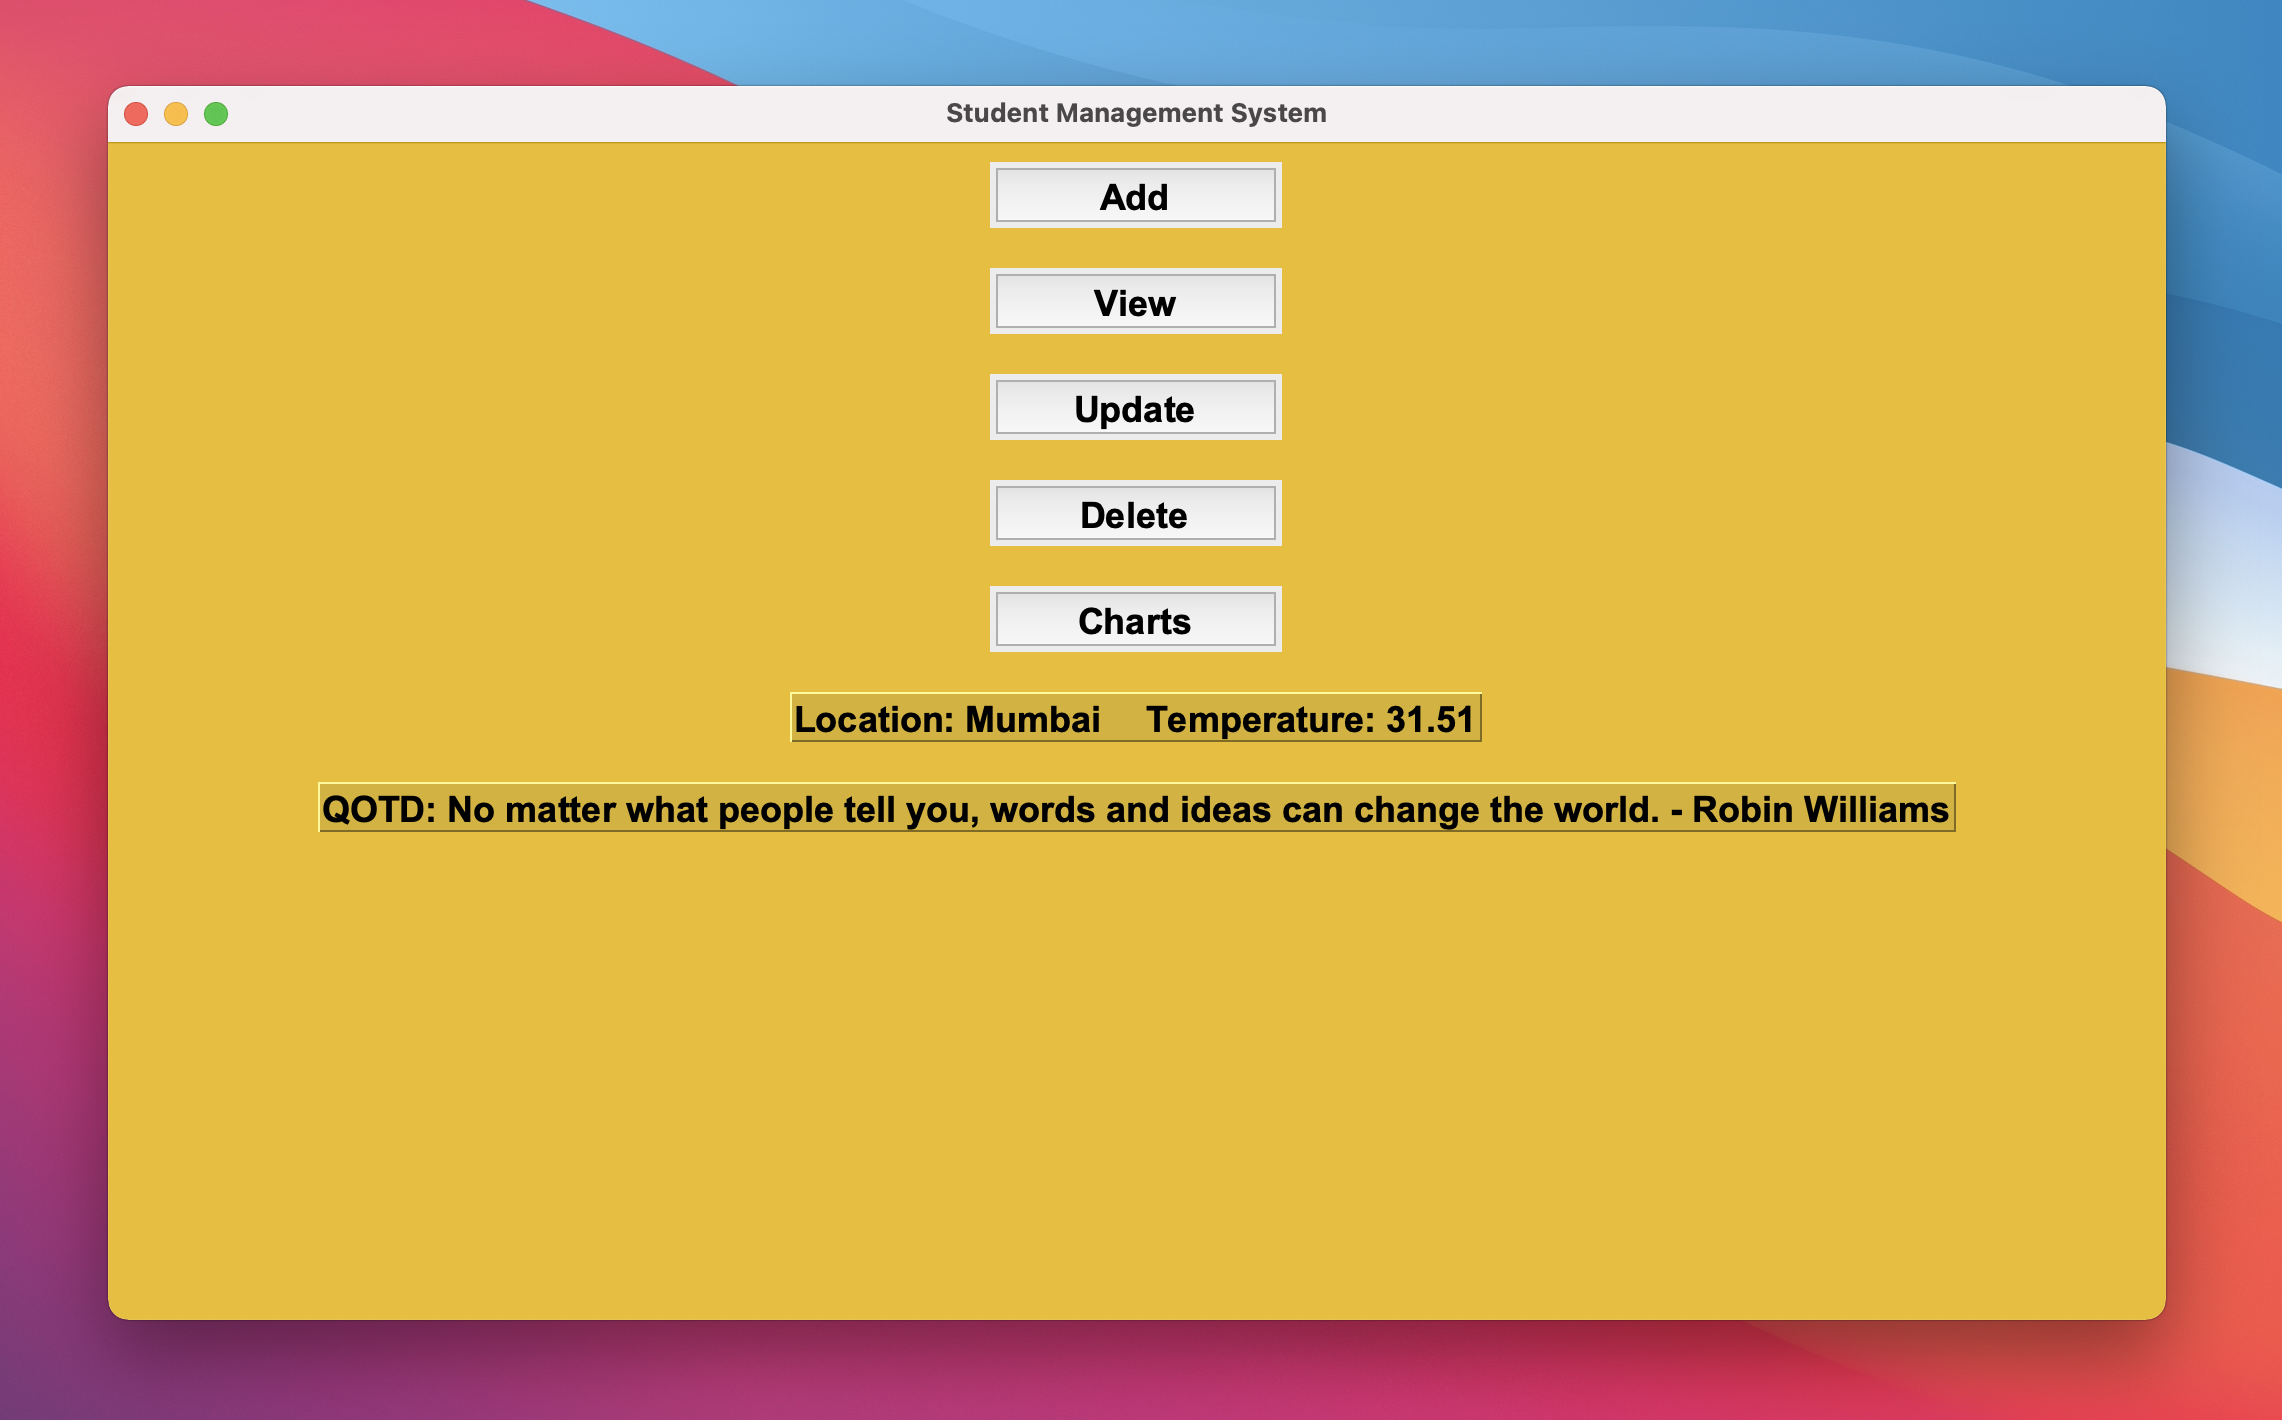 Student Management System
Add
View
Update
Delete
Charts
Location: Mumbai    Temperature: 31.51
QOTD: No matter what people tell you, words and ideas can change the world. - Robin Williams